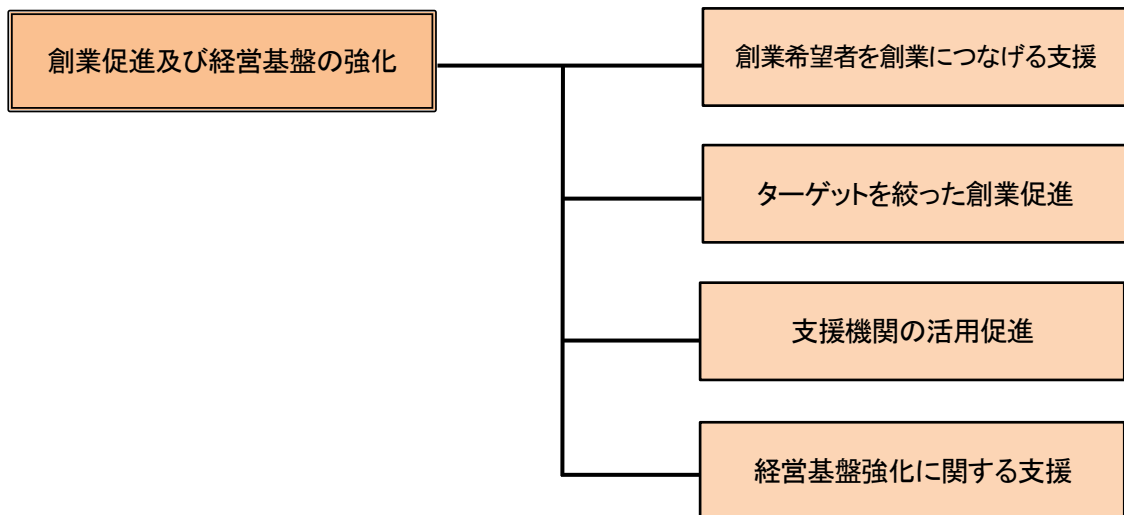 創業促進及び経営基盤の強化
創業希望者を創業につなげる支援
ターゲットを絞った創業促進
支援機関の活用促進
経営基盤強化に関する支援